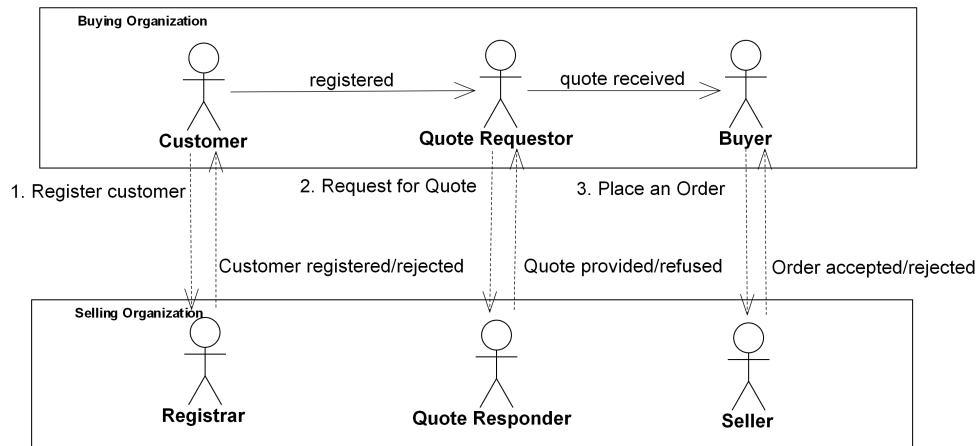 Buying Organization
registered
quote received
Customer
Quote Requestor
Buyer
1. Register customer
2. Request for Quote
3. Place an Order
Customer registered/rejected
Quote provided/refused
Order accepted/rejected
Selling Organization
Registrar
Quote Responder
Seller